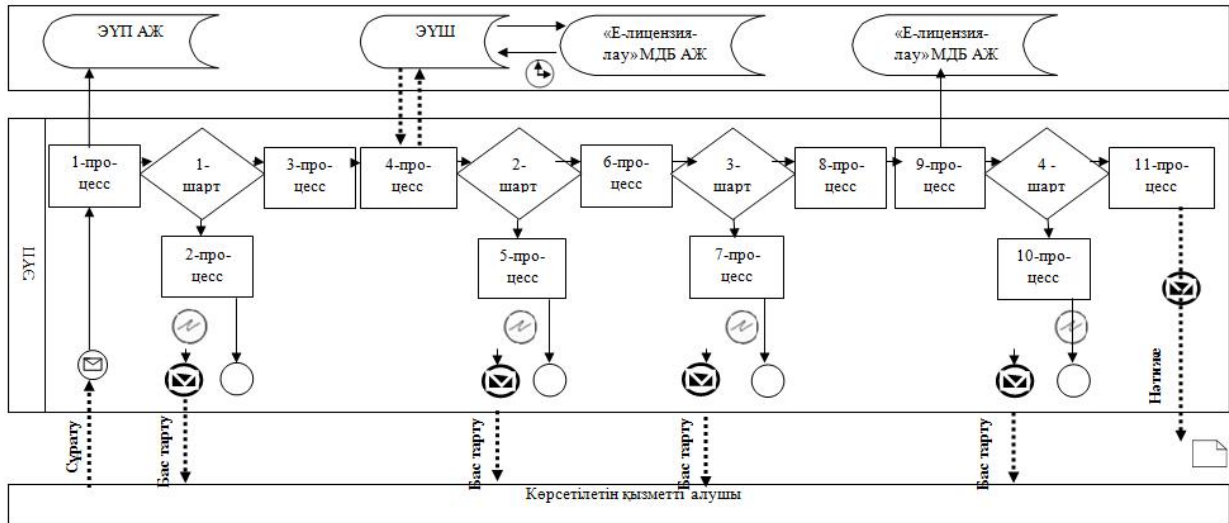 ЭҮП АЖ
ЭҮШ
«Е-лицензия-
лау»МДБ АЖ
«Е-лицензия-
лау»МДБ АЖ
ЭҮП
1-про-
цесс
1-
шарт
3-про-
цесс
4-про-
цесс
2-
шарт
6-про-
цесс
3-
шарт
8-про-
цесс
9-про-
цесс
4 -
шарт
11-про-
цесс
2-про-
цесс
5-про-
цесс
7-про-
цесс
10-про-
цесс
Сұрату
Бас тарту
Бас тарту
Бас тарту
Бас тарту
Нәтиже
Көрсетілетін қызметті алушы